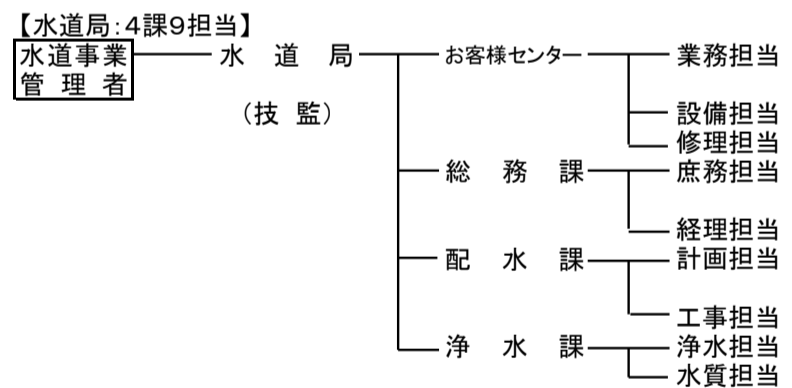 【水道局:4課9担当】
水道事業管理者
水道局
(技監)
お客様センター
業務担当
設備担当
修理担当
総務課
庶務担当
経理担当
配水課
計画担当
工事担当
浄水課
浄水担当
水質担当